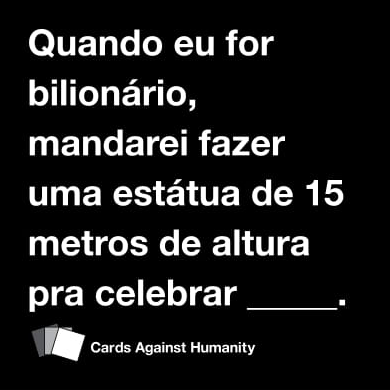 Quando eu for
bilionário,
mandarei fazer
uma estátua de 15
metros de altura
pra celebrar _____.
Cards Against Humanity